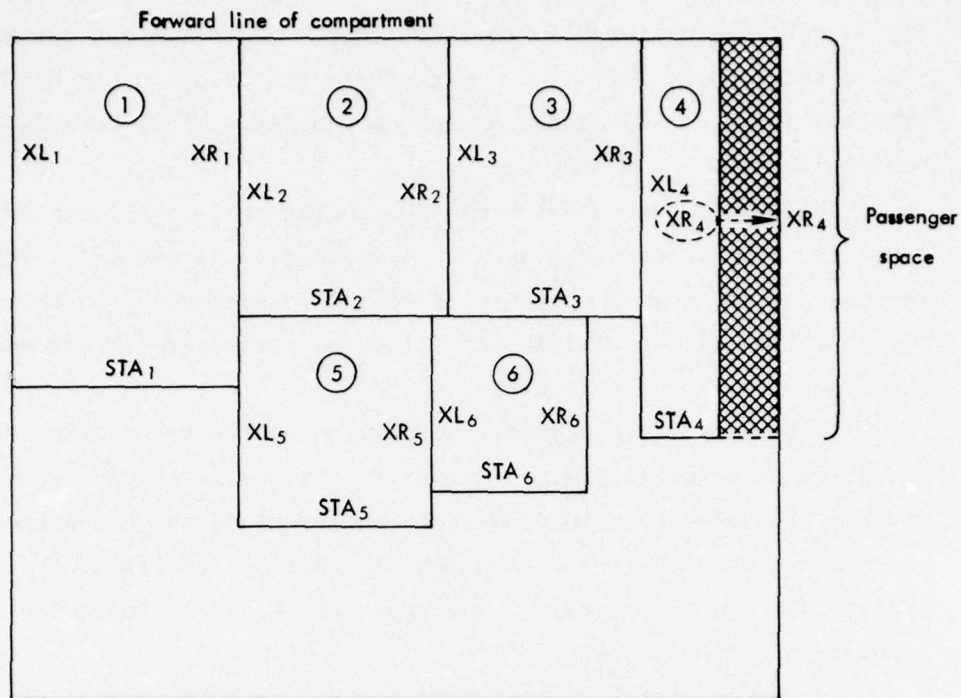 Forward line of compartment
1
2
3
4
XL1
XR1
XL3
XR3
XL2
XR2
XL4
XR4
XR4
Passenger
space
STA2
STA3
STA1
5
6
XL5
XR5
XL6
XR6
STA4
STA6
STA5